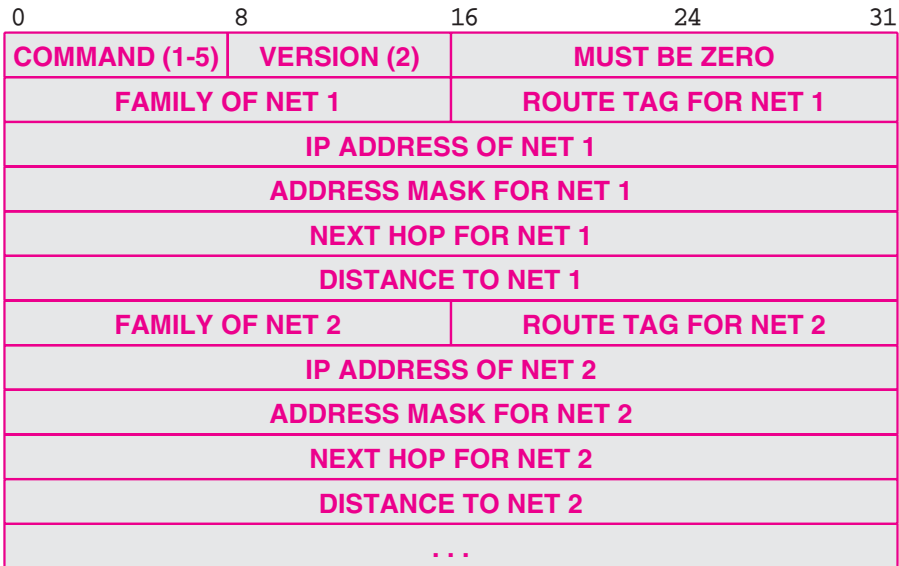 0 8 16 24 31
COMMAND (1-5) VERSION (2) MUST BE ZERO
FAMILY OF NET 1 ROUTE TAG FOR NET 1
IP ADDRESS OF NET 1
ADDRESS MASK FOR NET 1
NEXT HOP FOR NET 1
DISTANCE TO NET 1
FAMILY OF NET 2 ROUTE TAG FOR NET 2
IP ADDRESS OF NET 2
ADDRESS MASK FOR NET 2
NEXT HOP FOR NET 2
DISTANCE TO NET 2
. . .